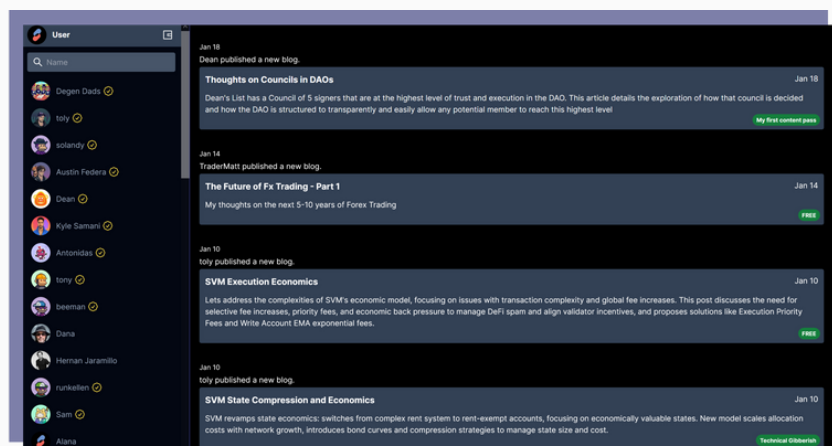 User
Name
Degen Dads
toly
solandy
Austin Federa
Dean
Kyle Samani
Antonidas
tony
beeman
Dana
Hernan Jaramillo
runkellen
Sam
Alana
Jan 18
Dean published a new blog.
Thoughts on Councils in DAOs
Jan 18
Dean's List has a Council of 5 signers that are at the highest level of trust and execution in the DAO. This article details the exploration of how that council is decided
and how the DAO is structured to transparently and easily allow any potential member to reach this highest level
My first content pass
Jan 14
TraderMatt published a new blog.
The Future of Fx Trading - Part 1
Jan 14
My thoughts on the next 5-10 years of Forex Trading
FREE
Jan 10
toly published a new blog.
SVM Execution Economics
Jan 10
Lets address the complexities of SVM's economic model, focusing on issues with transaction complexity and global fee increases. This post discusses the need for
selective fee increases, priority fees, and economic back pressure to manage DeFi spam and align validator incentives, and proposes solutions like Execution Priority
Fees and Write Account EMA exponential fees.
FREE
Jan 10
toly published a new blog.
SVM State Compression and Economics
Jan 10
SVM revamps state economics: switches from complex rent system to rent-exempt accounts, focusing on economically valuable states. New model scales allocation
costs with network growth, introduces bond curves and compression strategies to manage state size and cost.
Technical Gibberish